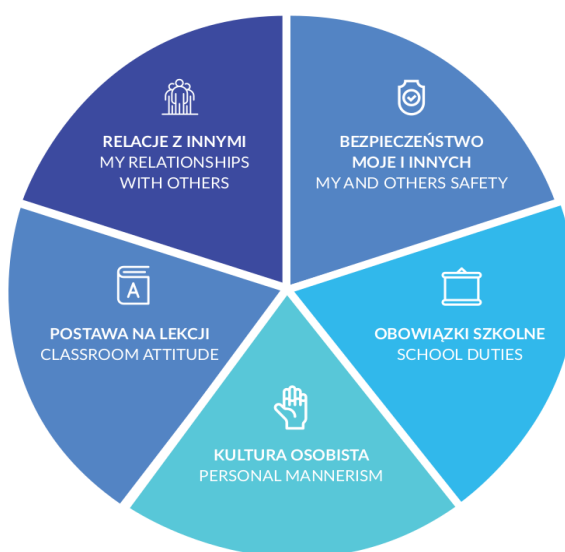 RELACJE Z INNYMI
MY RELATIONSHIPS
WITH OTHERS
BEZPIECZEŃSTWO
MOJE I INNYCH
MY AND OTHERS SAFETY
A
POSTAWA NA LEKCJI
CLASSROOM ATTITUDE
OBOWIĄZKI SZKOLNE
SCHOOL DUTIES
KULTURA OSOBISTA
PERSONAL MANNERISM